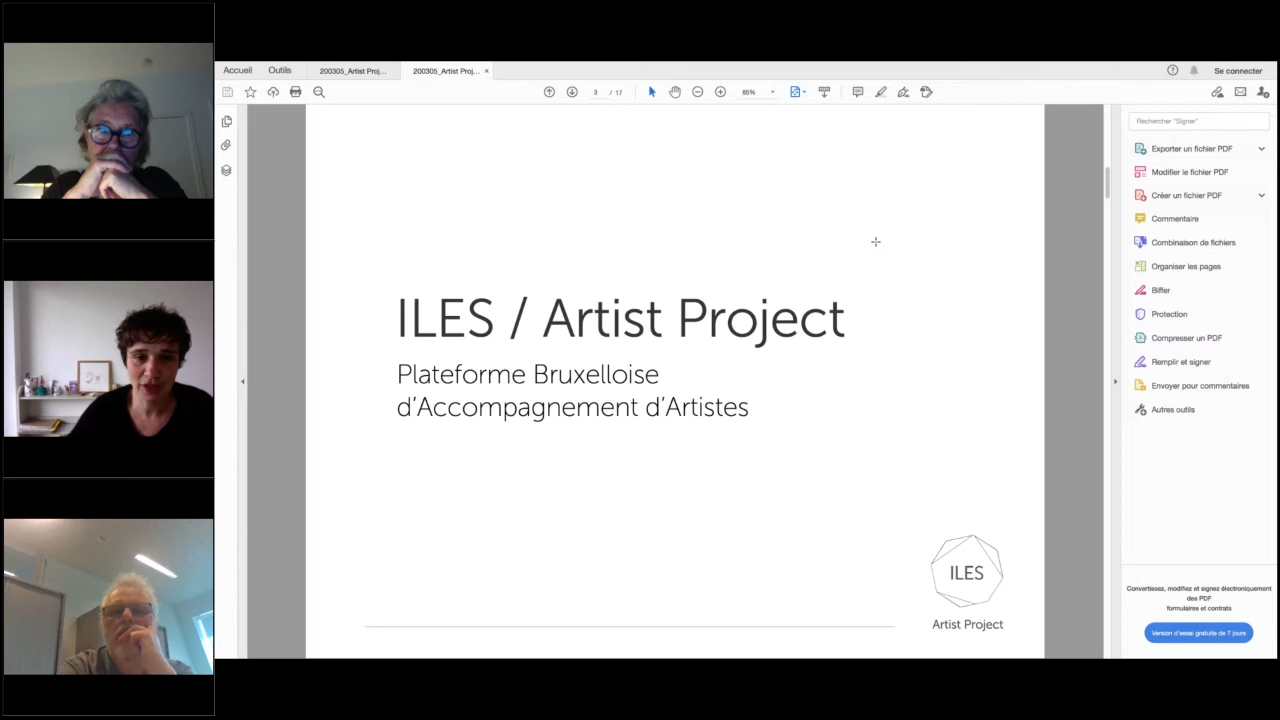 Accueil
Outils
200305_Artist Proj...
200305_Artist Proj... ×
Se connecter
3 / 17
85%
Rechercher "Signer"
Exporter un fichier PDF
Modifier le fichier PDF
Créer un fichier PDF
Commentaire
Combinaison de fichiers
Organiser les pages
Biffer
Protection
Compresser un PDF
Remplir et signer
Envoyer pour commentaires
Autres outils
ILES / Artist Project
Plateforme Bruxelloise
d'Accompagnement d'Artistes
ILES
Artist Project
Convertissez, modifiez et signez électroniquement
des PDF
formulaires et contrats
Version d'essai gratuite de 7 jours